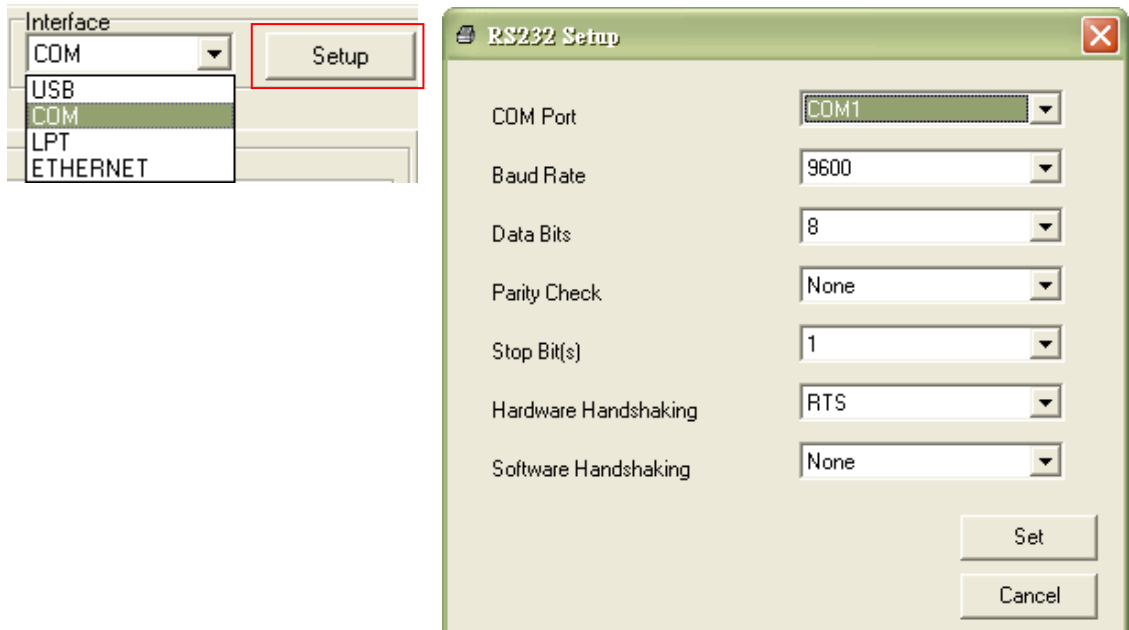 Interface
COM
Setup
USB
COM
LPT
ETHERNET
RS232 Setup
COM Port
COM1
Baud Rate
9600
Data Bits
8
Parity Check
None
Stop Bit(s)
1
Hardware Handshaking
RTS
Software Handshaking
None
Set
Cancel